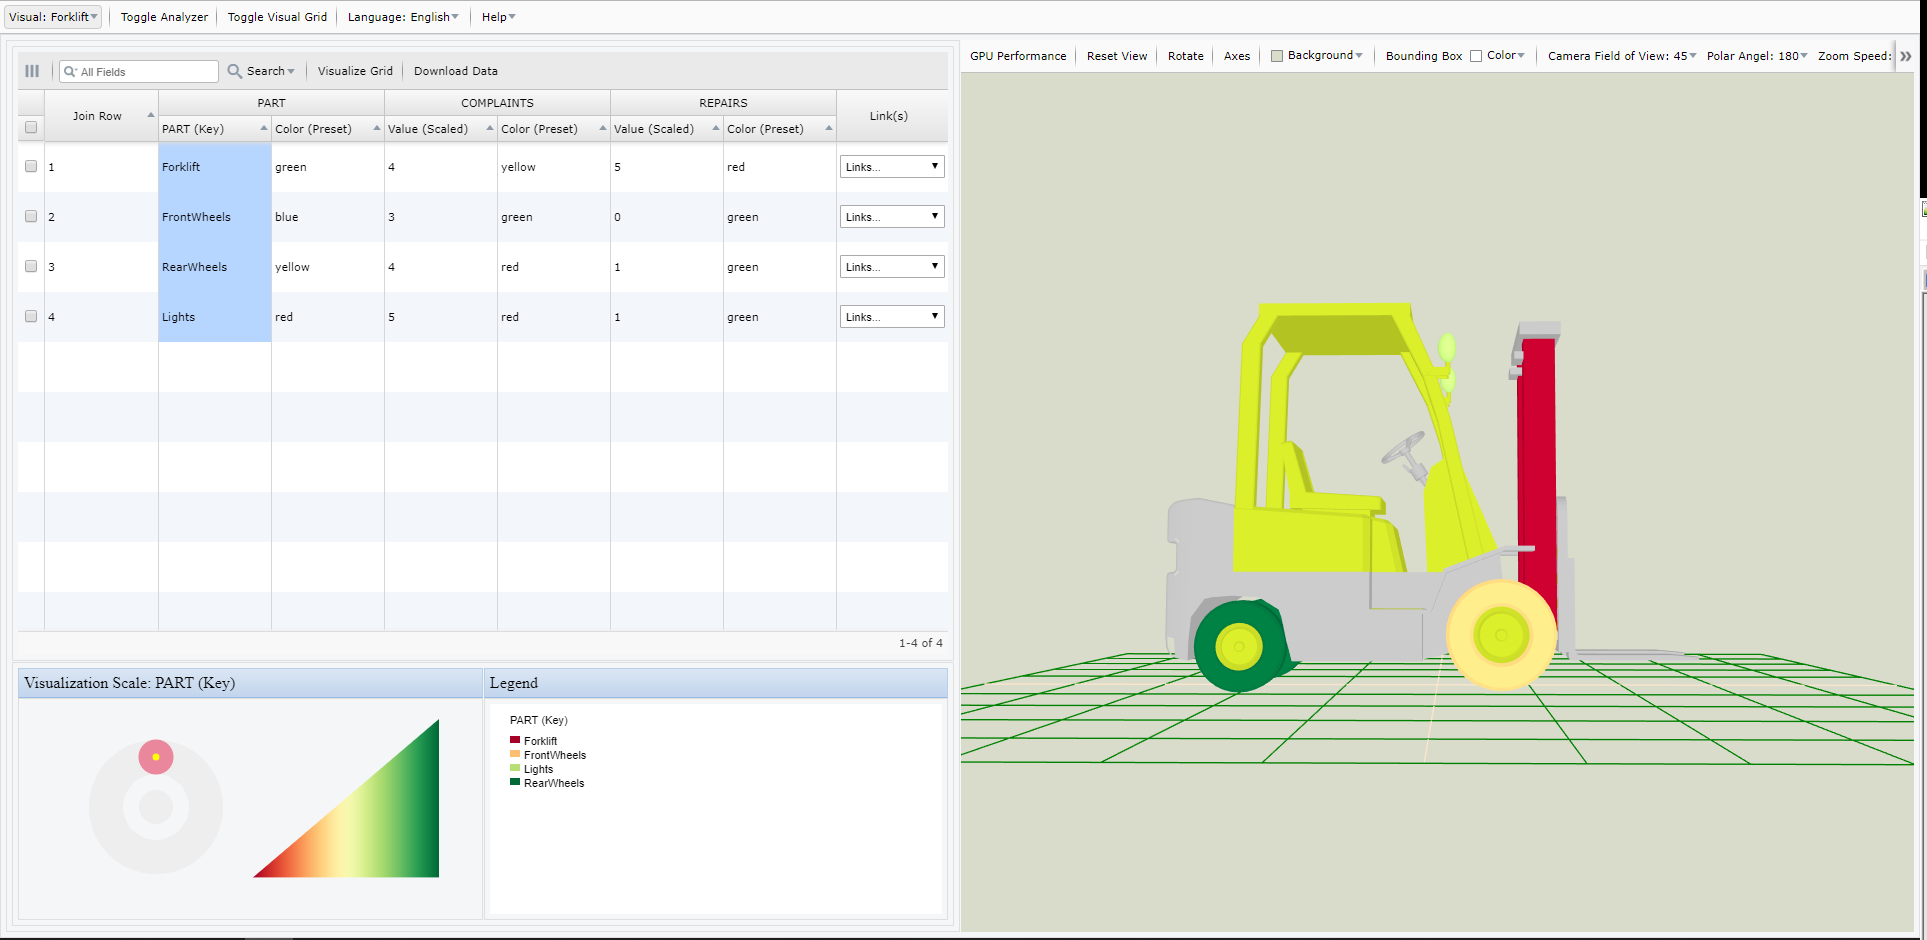 Visual: Forklift Toggle Analyzer Toggle Visual Grid Language: English Help
All Fields Search Visualize Grid Download Data
Join Row PART COMPLAINTS REPAIRS Link(s)
PART (Key) Color (Preset) Value (Scaled) Color (Preset) Value (Scaled) Color (Preset)
1 Forklift green 4 yellow 5 red Links...
2 FrontWheels blue 3 green 0 green Links...
3 RearWheels yellow 4 red 1 green Links...
4 Lights red 5 red 1 green Links...
1-4 of 4
Visualization Scale: PART (Key)
Legend
PART (Key)
Forklift
FrontWheels
Lights
RearWheels
GPU Performance Reset View Rotate Axes Background Bounding Box Color Camera Field of View: 45 Polar Angel: 180 Zoom Speed: »